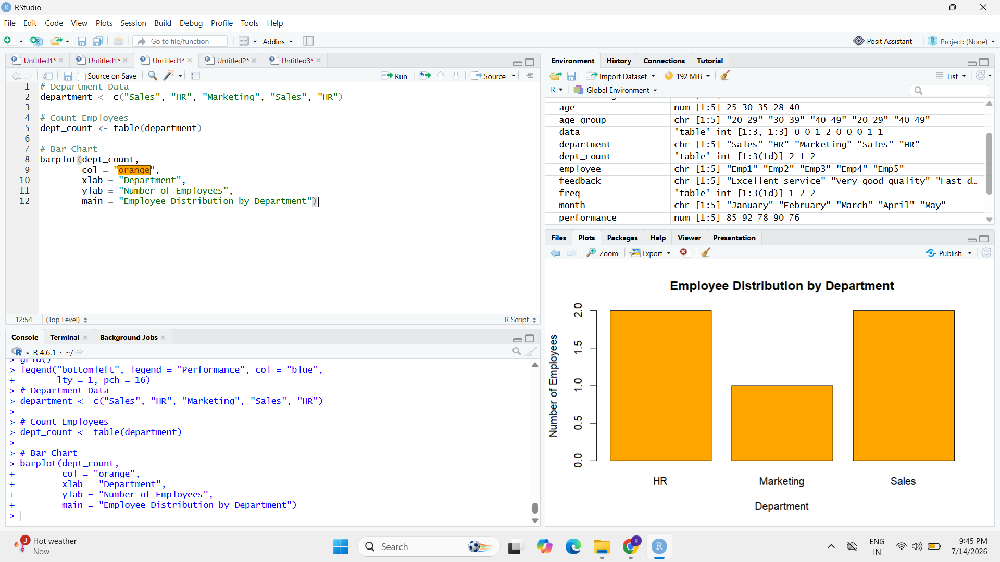 RStudio
File Edit Code View Plots Session Build Debug Profile Tools Help
Go to file/function Addins Posit Assistant Project: (None)
Untitled1* Untitled1* Untitled1* Untitled2* Untitled3*
Source on Save Run Source
1 # Department Data
2 department <- c("Sales", "HR", "Marketing", "Sales", "HR")
3
4 # Count Employees
5 dept_count <- table(department)
6
7 # Bar Chart
8 barplot(dept_count,
9 col = "orange",
10 xlab = "Department",
11 ylab = "Number of Employees",
12 main = "Employee Distribution by Department")
12:54 (Top Level) R Script
Console Terminal Background Jobs
R 4.6.1 · ~/
> legend("bottomleft", legend = "Performance", col = "blue",
+ lty = 1, pch = 16)
> # Department Data
> department <- c("Sales", "HR", "Marketing", "Sales", "HR")
>
> # Count Employees
> dept_count <- table(department)
>
> # Bar Chart
> barplot(dept_count,
+ col = "orange",
+ xlab = "Department",
+ ylab = "Number of Employees",
+ main = "Employee Distribution by Department")
>
Environment History Connections Tutorial
Import Dataset 192 MiB List
R Global Environment
age num [1:5] 25 30 35 28 40
age_group chr [1:5] "20-29" "30-39" "40-49" "20-29" "40-49"
data 'table' int [1:3, 1:3] 0 0 1 2 0 0 0 1 1
department chr [1:5] "Sales" "HR" "Marketing" "Sales" "HR"
dept_count 'table' int [1:3(1d)] 2 1 2
employee chr [1:5] "Emp1" "Emp2" "Emp3" "Emp4" "Emp5"
feedback chr [1:5] "Excellent service" "Very good quality" "Fast d...
freq 'table' int [1:3(1d)] 1 2 2
month chr [1:5] "January" "February" "March" "April" "May"
performance num [1:5] 85 92 78 90 76
Files Plots Packages Help Viewer Presentation
Zoom Export Publish
Employee Distribution by Department
Number of Employees
2.0
1.5
1.0
0.5
0.0
HR Marketing Sales
Department
3 Hot weather
Now
Search
ENG
IN
9:45 PM
7/14/2026